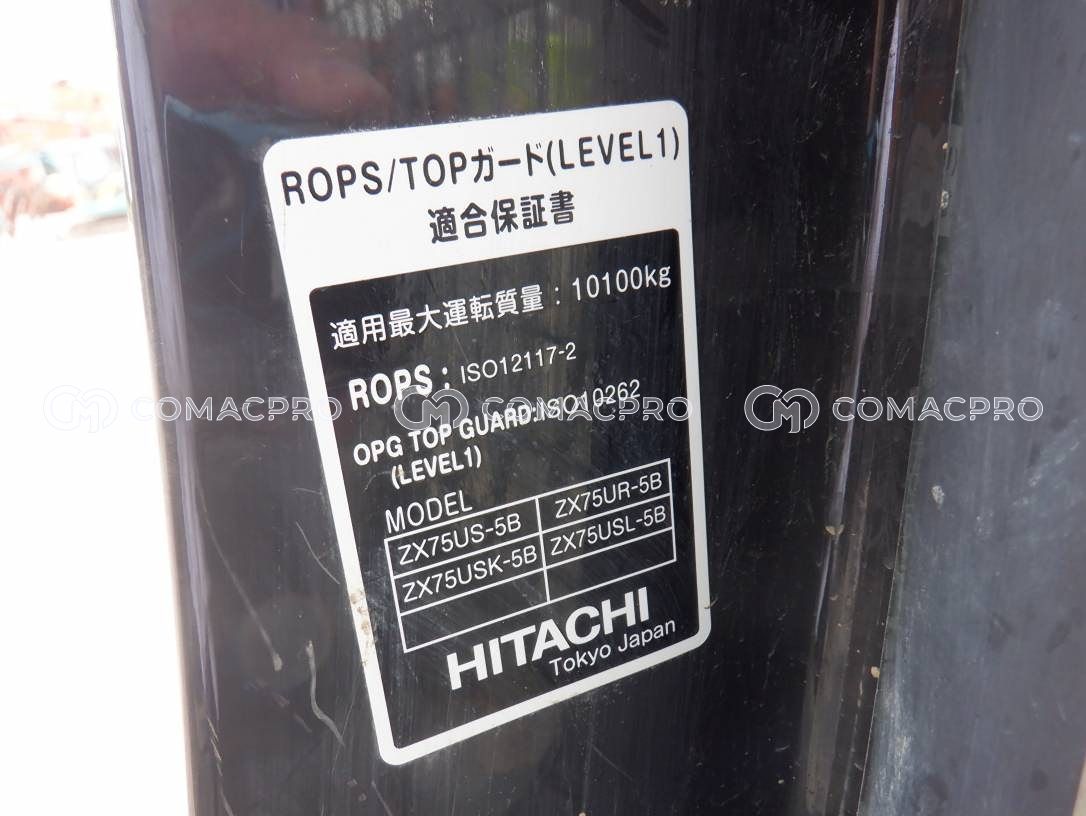 ROPS/TOPガード(LEVEL1)
適合保証書
適用最大運転質量 : 10100kg
ROPS : ISO12117-2
OPG TOP GUARD:ISO10262
(LEVEL1)
MODEL
ZX75US-5B ZX75UR-5B
ZX75USK-5B ZX75USL-5B
HITACHI
Tokyo Japan
COMACPRO COMACPRO COMACPRO